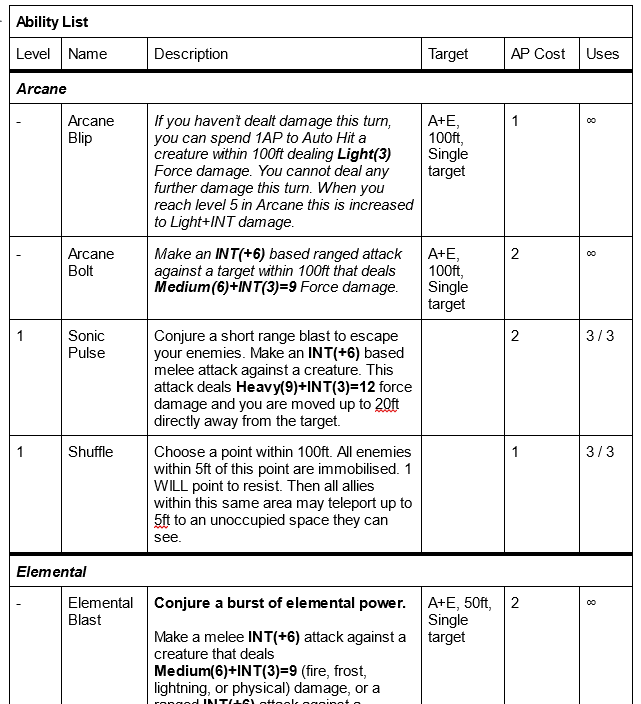 Ability List
Level Name Description Target AP Cost Uses
Arcane
- Arcane Blip
If you haven't dealt damage this turn,
you can spend 1AP to Auto Hit a
creature within 100ft dealing Light(3)
Force damage. You cannot deal any
further damage this turn. When you
reach level 5 in Arcane this is increased
to Light+INT damage.
A+E,
100ft,
Single
target
1
∞
- Arcane Bolt
Make an INT(+6) based ranged attack
against a target within 100ft that deals
Medium(6)+INT(3)=9 Force damage.
A+E,
100ft,
Single
target
2
∞
1 Sonic Pulse
Conjure a short range blast to escape
your enemies. Make an INT(+6) based
melee attack against a creature. This
attack deals Heavy(9)+INT(3)=12 force
damage and you are moved up to 20ft
directly away from the target.
2
3 / 3
1 Shuffle
Choose a point within 100ft. All enemies
within 5ft of this point are immobilised. 1
WILL point to resist. Then all allies
within this same area may teleport up to
5ft to an unoccupied space they can
see.
1
3 / 3
Elemental
- Elemental Blast
Conjure a burst of elemental power.
Make a melee INT(+6) attack against a
creature that deals
Medium(6)+INT(3)=9 (fire, frost,
lightning, or physical) damage, or a
ranged INT(+6) attack against a
A+E, 50ft,
Single
target
2
∞